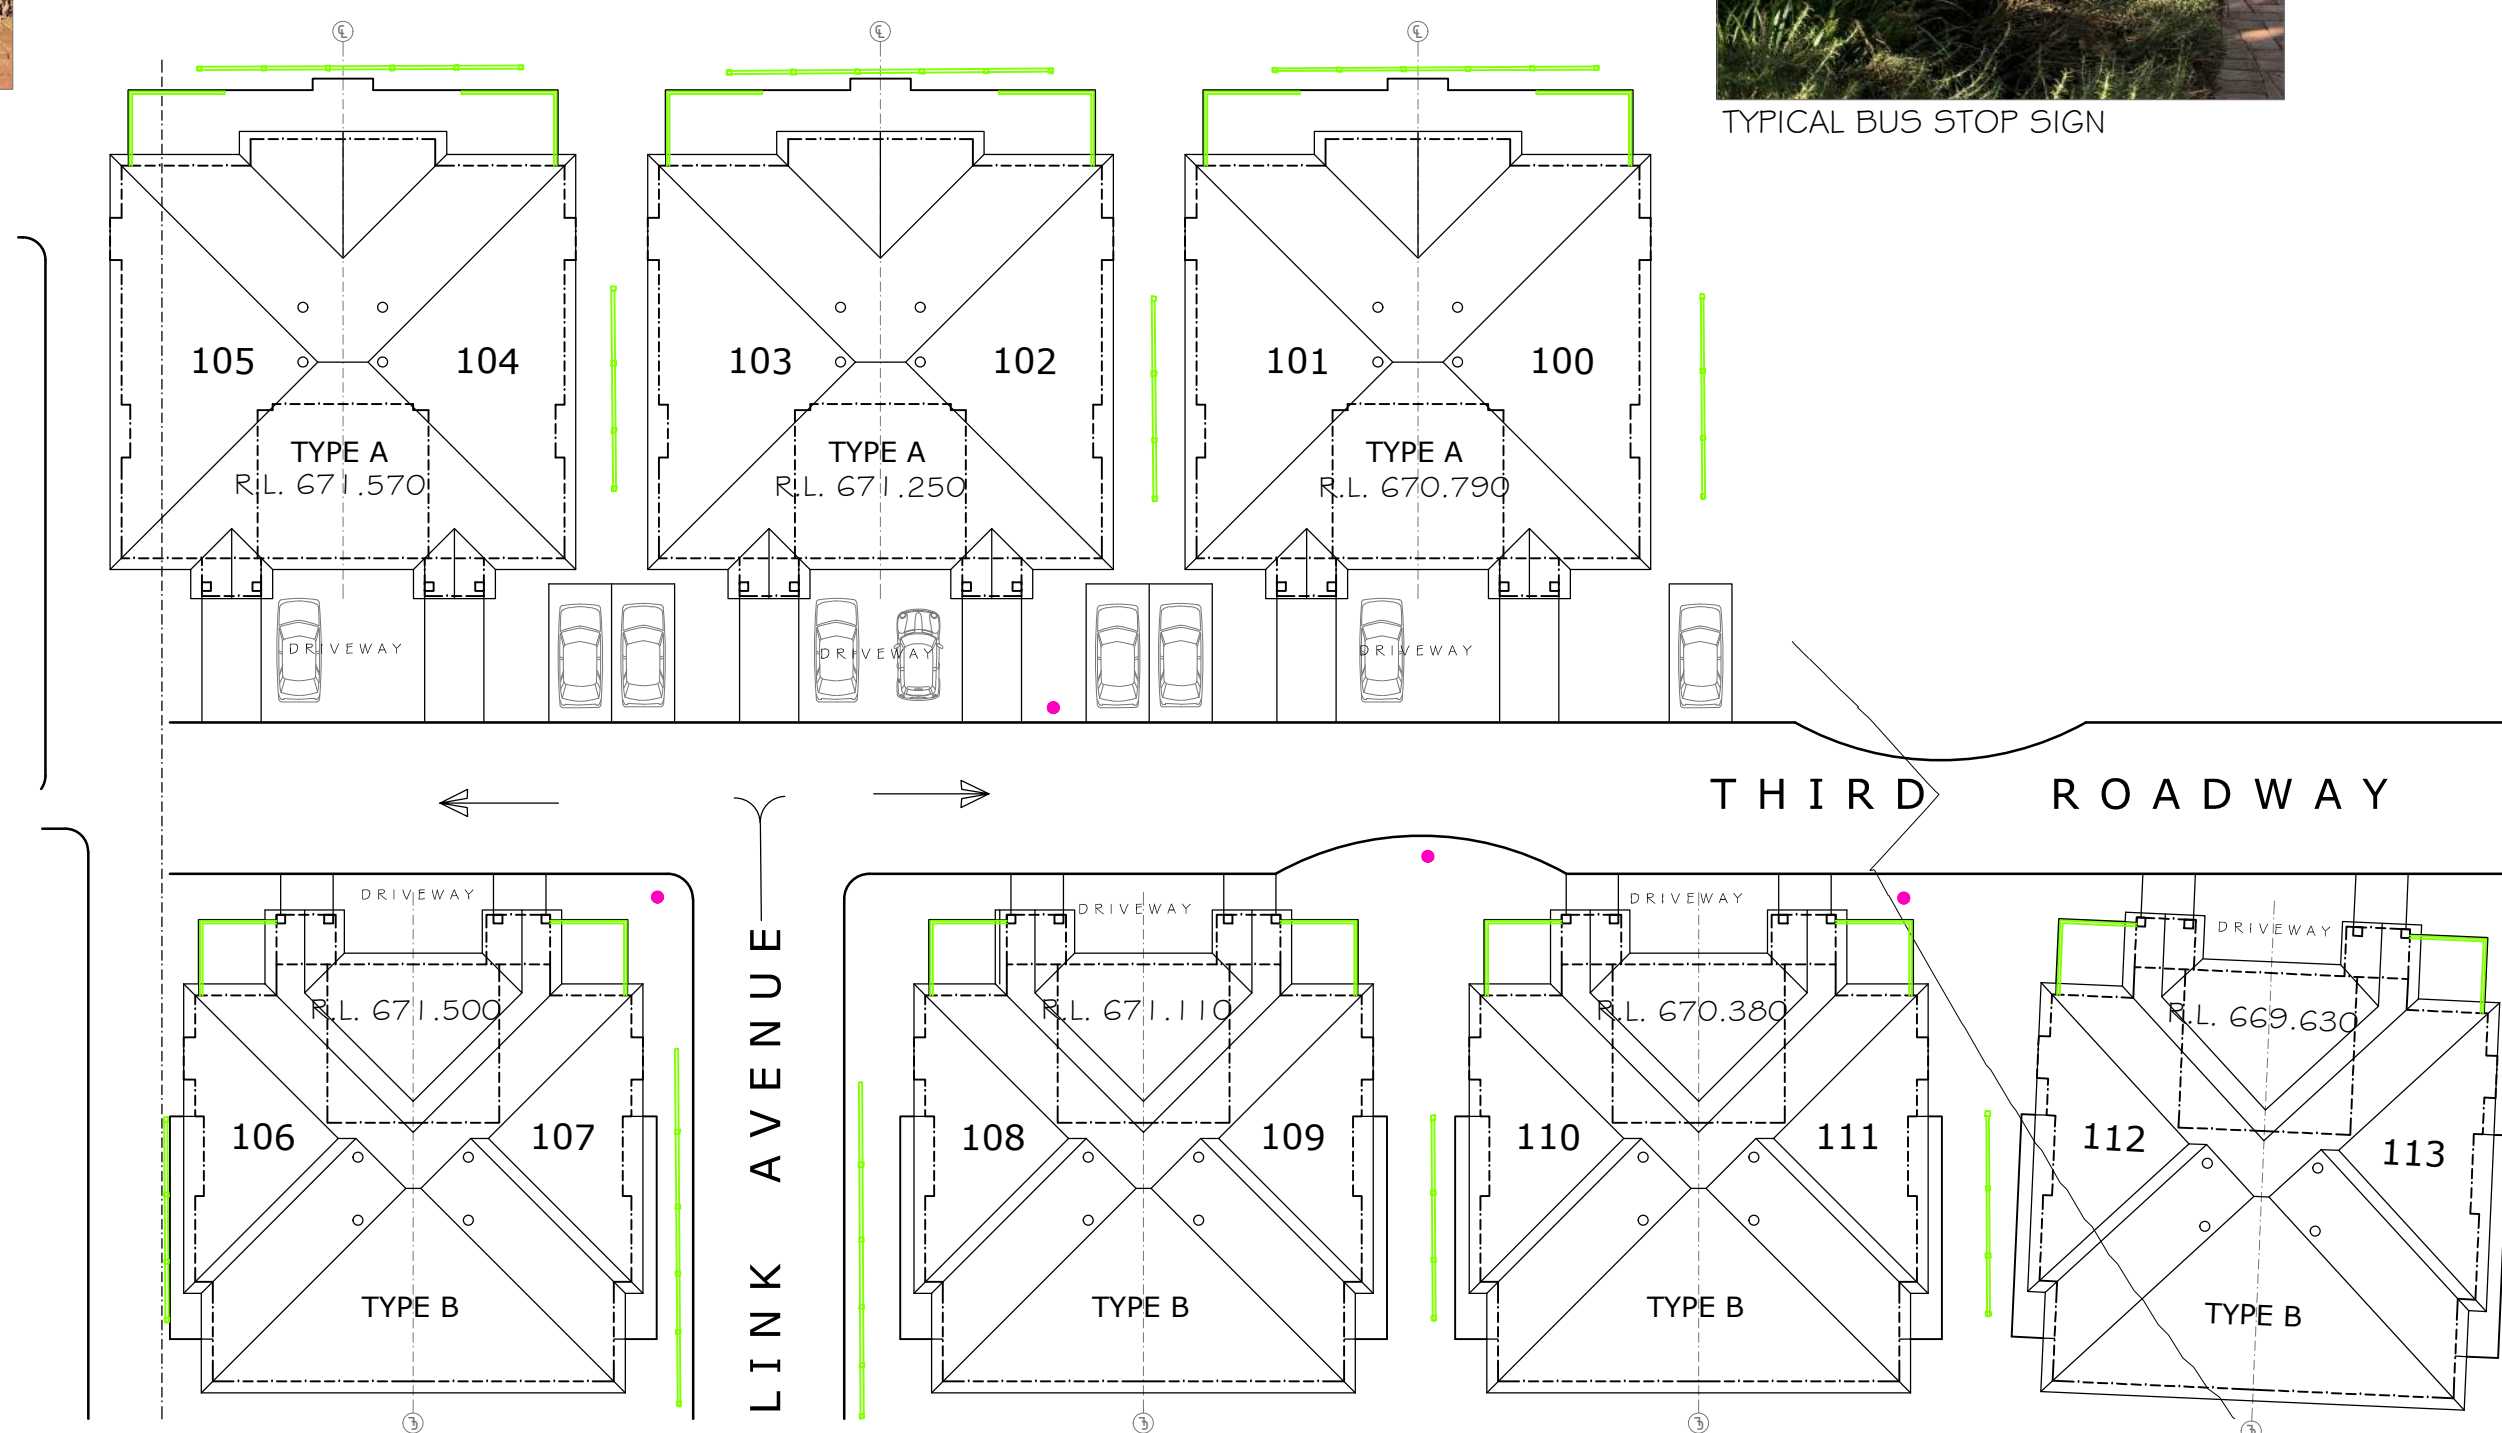 TYPICAL BUS STOP SIGN
105 104 103 102 101 100
TYPE A TYPE A TYPE A
R.L. 671.570 R.L. 671.250 R.L. 670.790
DRIVEWAY DRIVEWAY DRIVEWAY
THIRD ROADWAY
DRIVEWAY DRIVEWAY DRIVEWAY DRIVEWAY
R.L. 671.500 R.L. 671.110 R.L. 670.380 R.L. 669.630
LINK AVENUE
106 107 108 109 110 111 112 113
TYPE B TYPE B TYPE B TYPE B